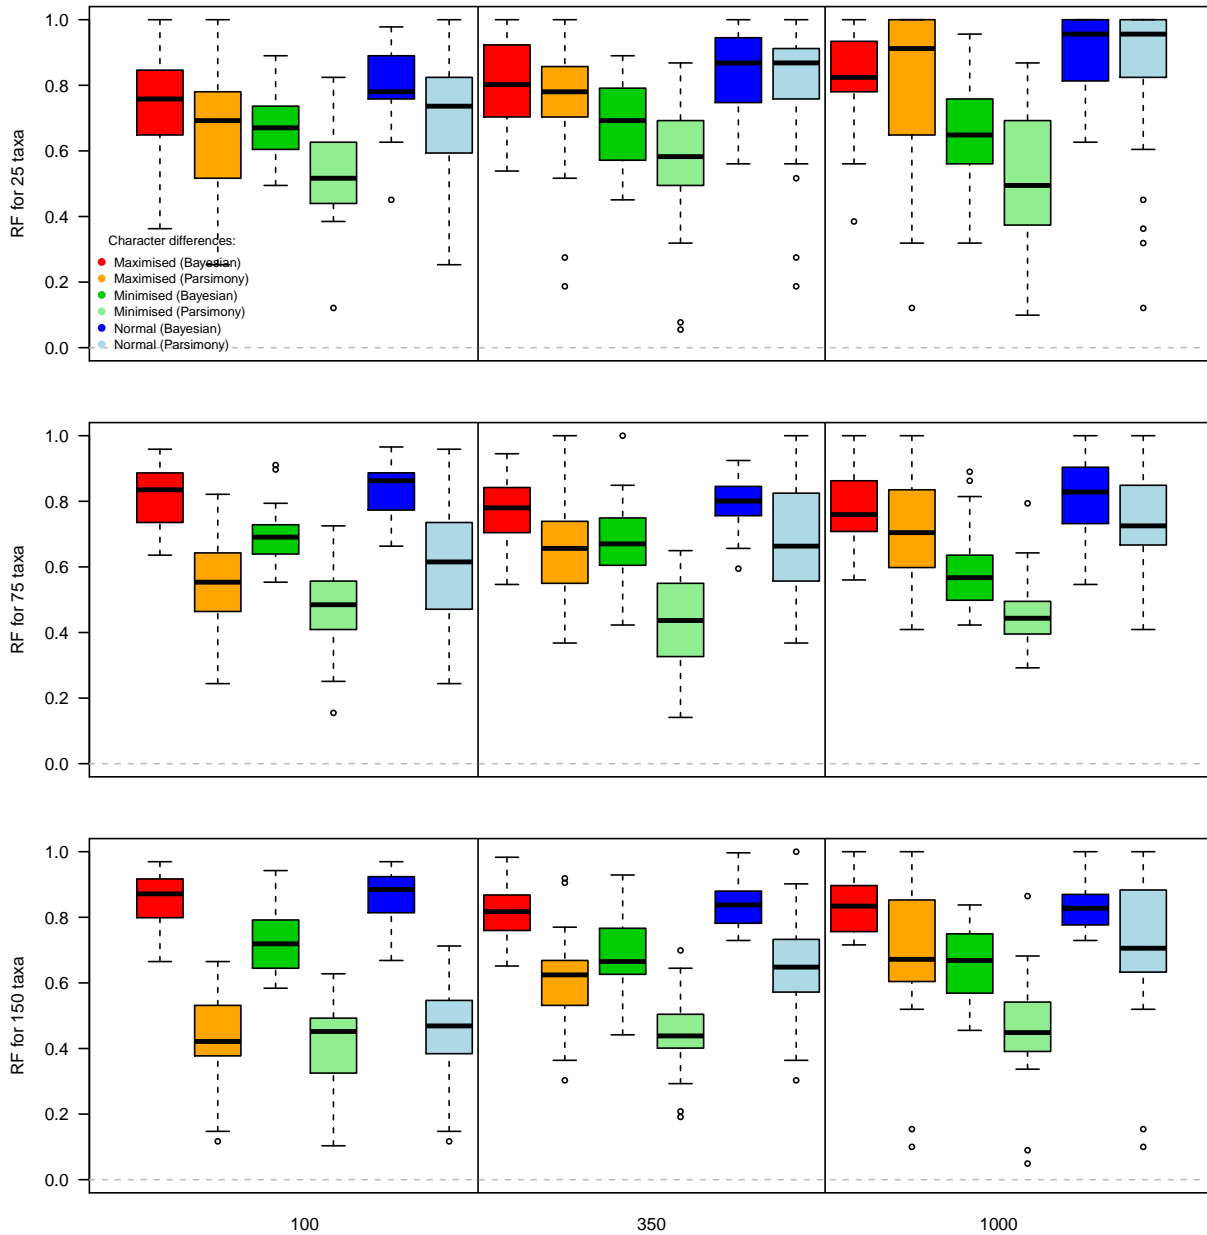 RF for 25 taxa
1.0
0.8
0.6
0.4
0.2
0.0
Character differences:
Maximised (Bayesian)
Maximised (Parsimony)
Minimised (Bayesian)
Minimised (Parsimony)
Normal (Bayesian)
Normal (Parsimony)
RF for 75 taxa
1.0
0.8
0.6
0.4
0.2
0.0
RF for 150 taxa
1.0
0.8
0.6
0.4
0.2
0.0
100 350 1000